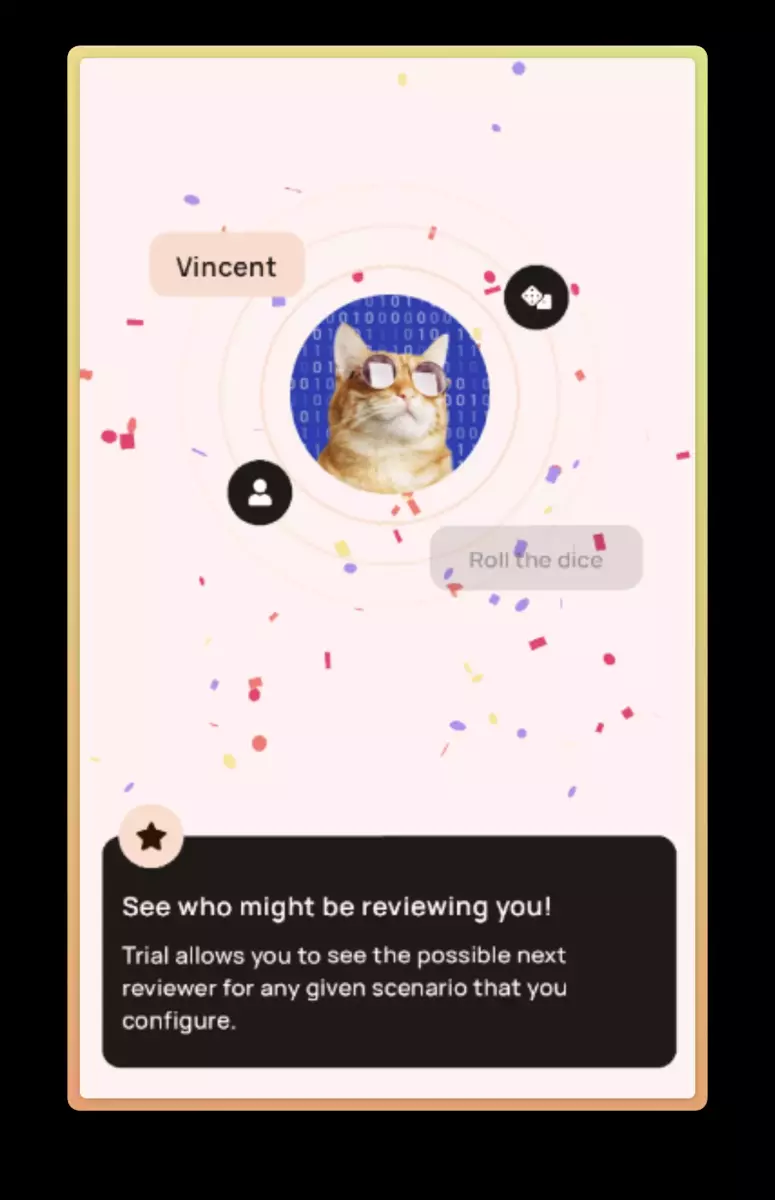 Vincent
Roll the dice
See who might be reviewing you!
Trial allows you to see the possible next
reviewer for any given scenario that you
configure.